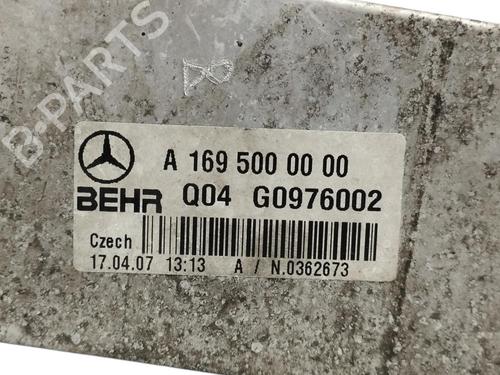 B-PARTS
A 169 500 00 00
BEHR Q04 G0976002
Czech
17.04.07 13:13 A / N.0362673